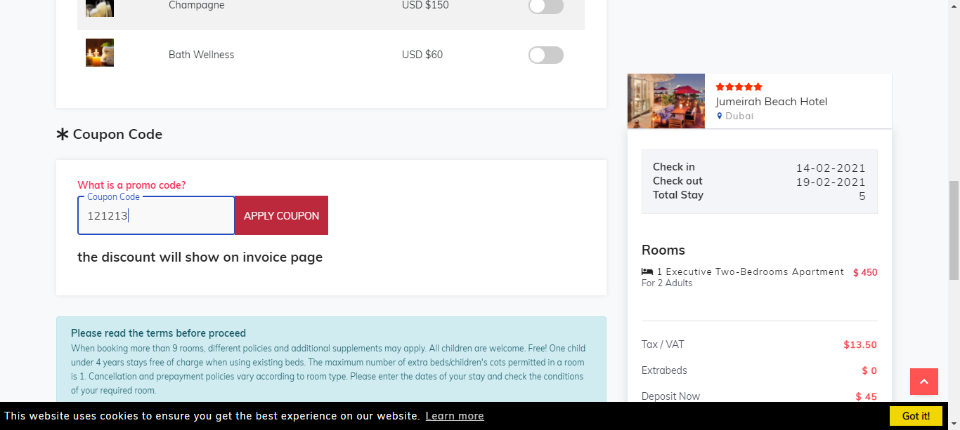 Champagne USD $150
Bath Wellness USD $60
Coupon Code
What is a promo code?
Coupon Code
121213 APPLY COUPON
the discount will show on invoice page
Please read the terms before proceed
When booking more than 9 rooms, different policies and additional supplements may apply. All children are welcome. Free! One child
under 4 years stays free of charge when using existing beds. The maximum number of extra beds/children's cots permitted in a room
is 1. Cancellation and prepayment policies vary according to room type. Please enter the dates of your stay and check the conditions
of your required room.
Jumeirah Beach Hotel
Dubai
Check in 14-02-2021
Check out 19-02-2021
Total Stay 5
Rooms
1 Executive Two-Bedrooms Apartment $ 450
For 2 Adults
Tax / VAT $13.50
Extrabeds $ 0
Deposit Now $ 45
This website uses cookies to ensure you get the best experience on our website. Learn more Got it!